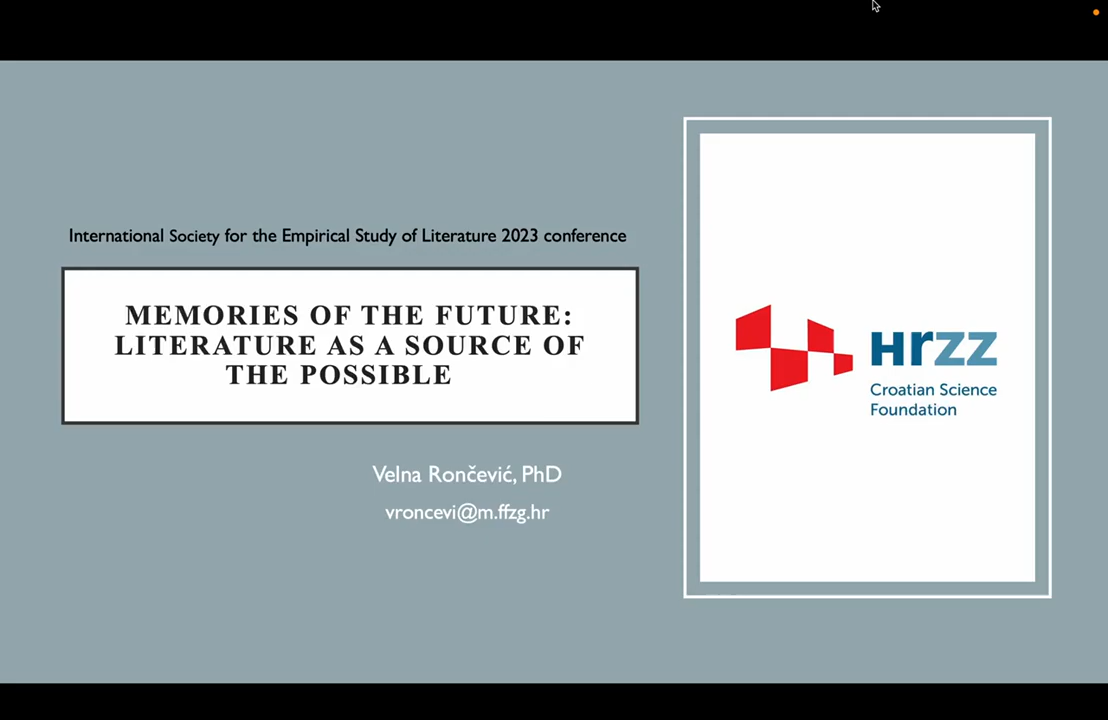 International Society for the Empirical Study of Literature 2023 conference
MEMORIES OF THE FUTURE:
LITERATURE AS A SOURCE OF
THE POSSIBLE
Velna Rončević, PhD
vroncevi@m.ffzg.hr
нrzz
Croatian Science
Foundation